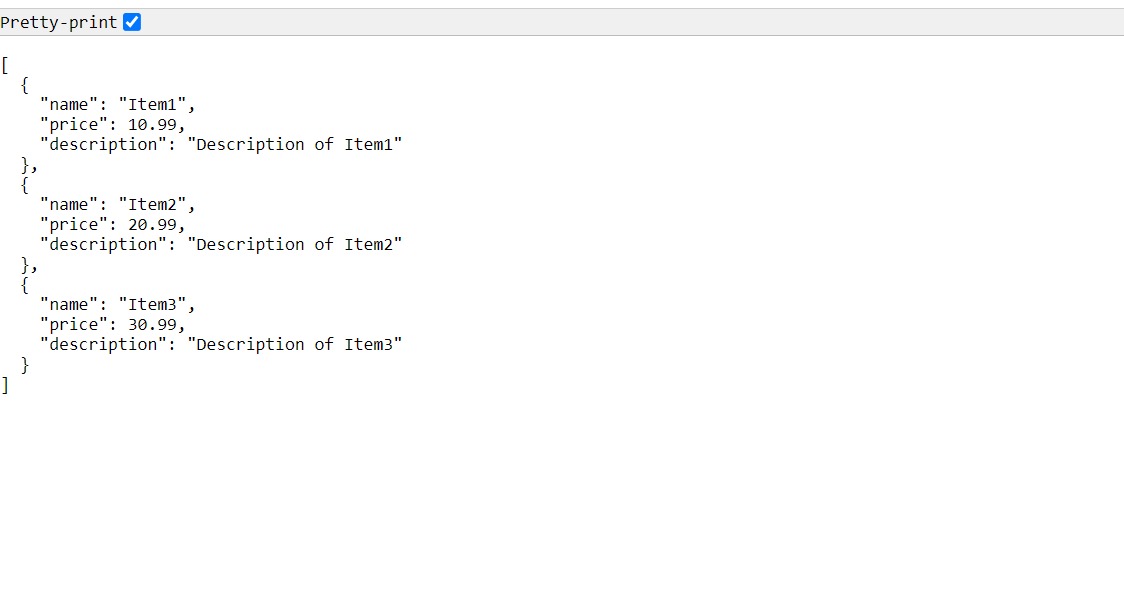 Pretty-print
[
  {
    "name": "Item1",
    "price": 10.99,
    "description": "Description of Item1"
  },
  {
    "name": "Item2",
    "price": 20.99,
    "description": "Description of Item2"
  },
  {
    "name": "Item3",
    "price": 30.99,
    "description": "Description of Item3"
  }
]